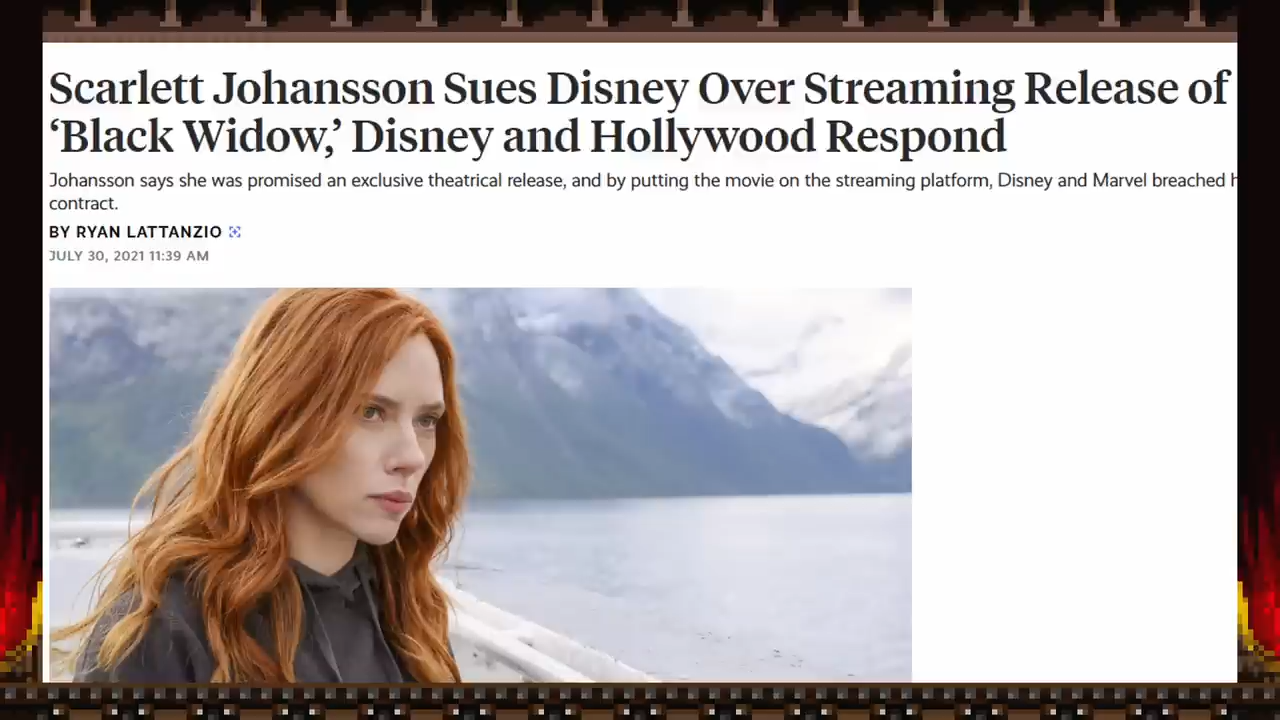 Scarlett Johansson Sues Disney Over Streaming Release of
‘Black Widow,’ Disney and Hollywood Respond
Johansson says she was promised an exclusive theatrical release, and by putting the movie on the streaming platform, Disney and Marvel breached
contract.
BY RYAN LATTANZIO
JULY 30, 2021 11:39 AM